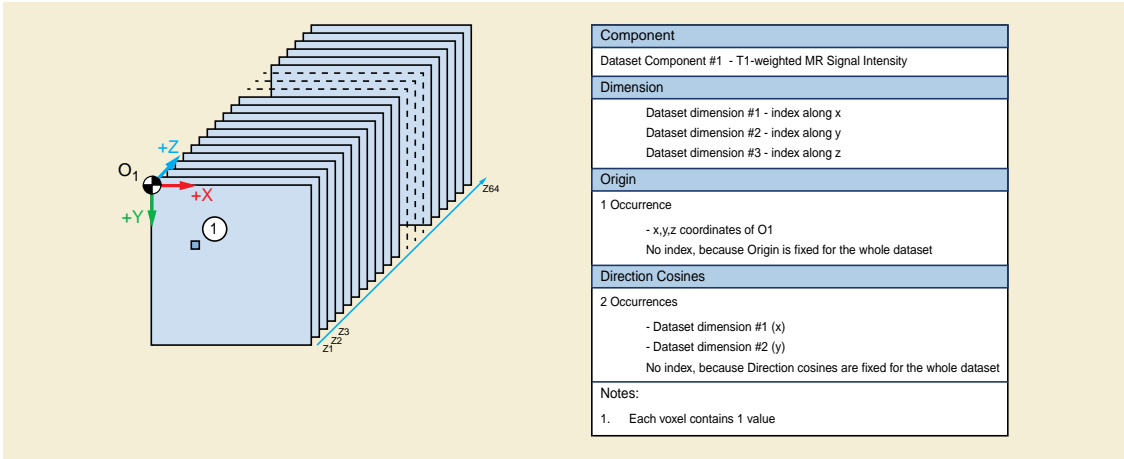 +Z
O1
+X
+Y
1
Z64
Z3
Z2
Z1
Component
Dataset Component #1 - T1-weighted MR Signal Intensity
Dimension
Dataset dimension #1 - index along x
Dataset dimension #2 - index along y
Dataset dimension #3 - index along z
Origin
1 Occurrence
- x,y,z coordinates of O1
No index, because Origin is fixed for the whole dataset
Direction Cosines
2 Occurrences
- Dataset dimension #1 (x)
- Dataset dimension #2 (y)
No index, because Direction cosines are fixed for the whole dataset
Notes:
1. Each voxel contains 1 value